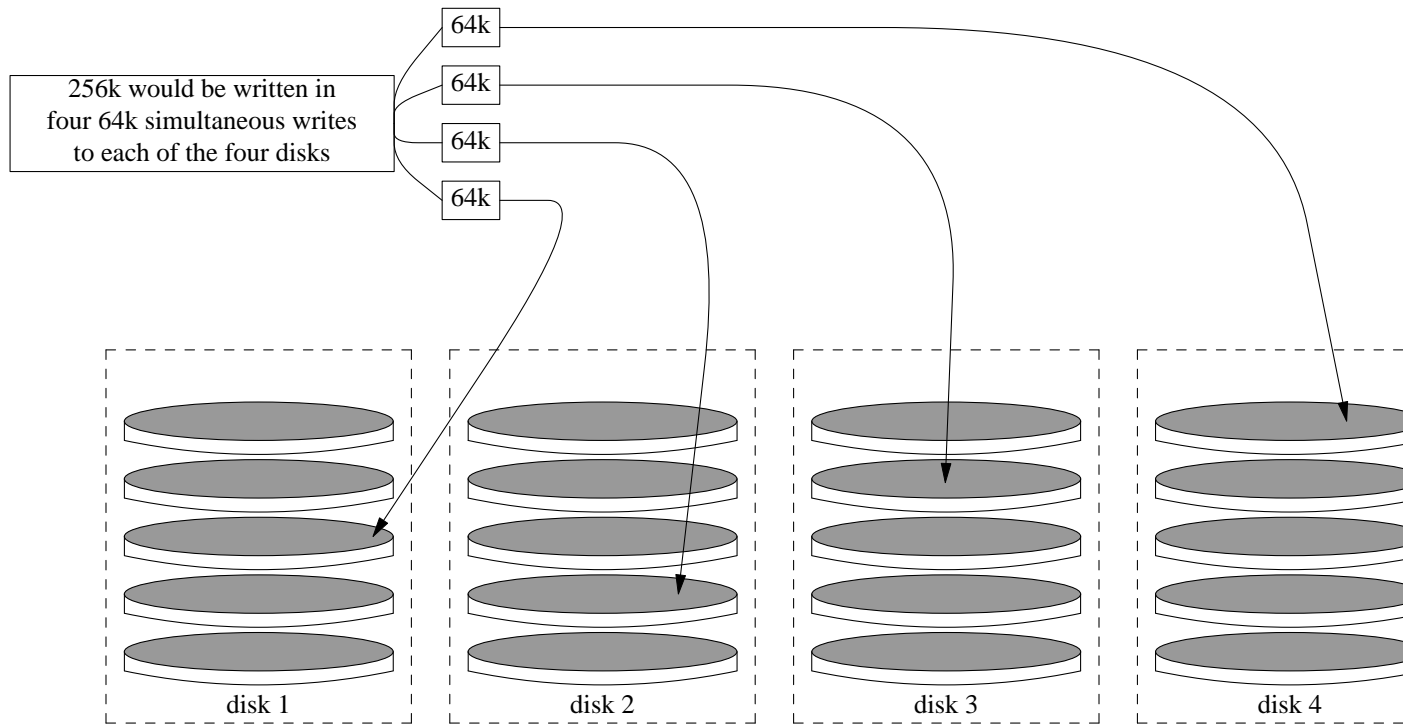 64k
64k
256k would be written in
four 64k simultaneous writes
to each of the four disks
64k
64k
disk 1
disk 2
disk 3
disk 4